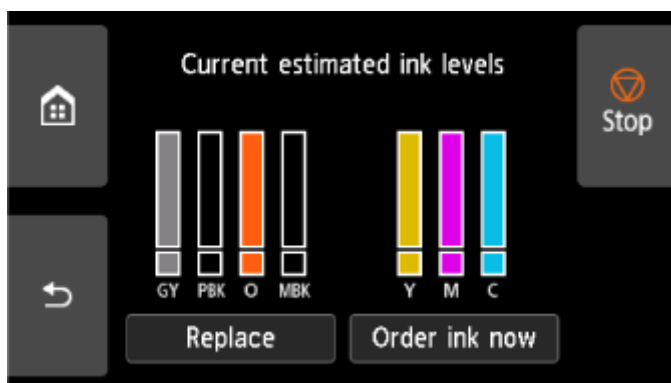 Current estimated ink levels
Stop
GY PBK O MBK Y M C
Replace Order ink now